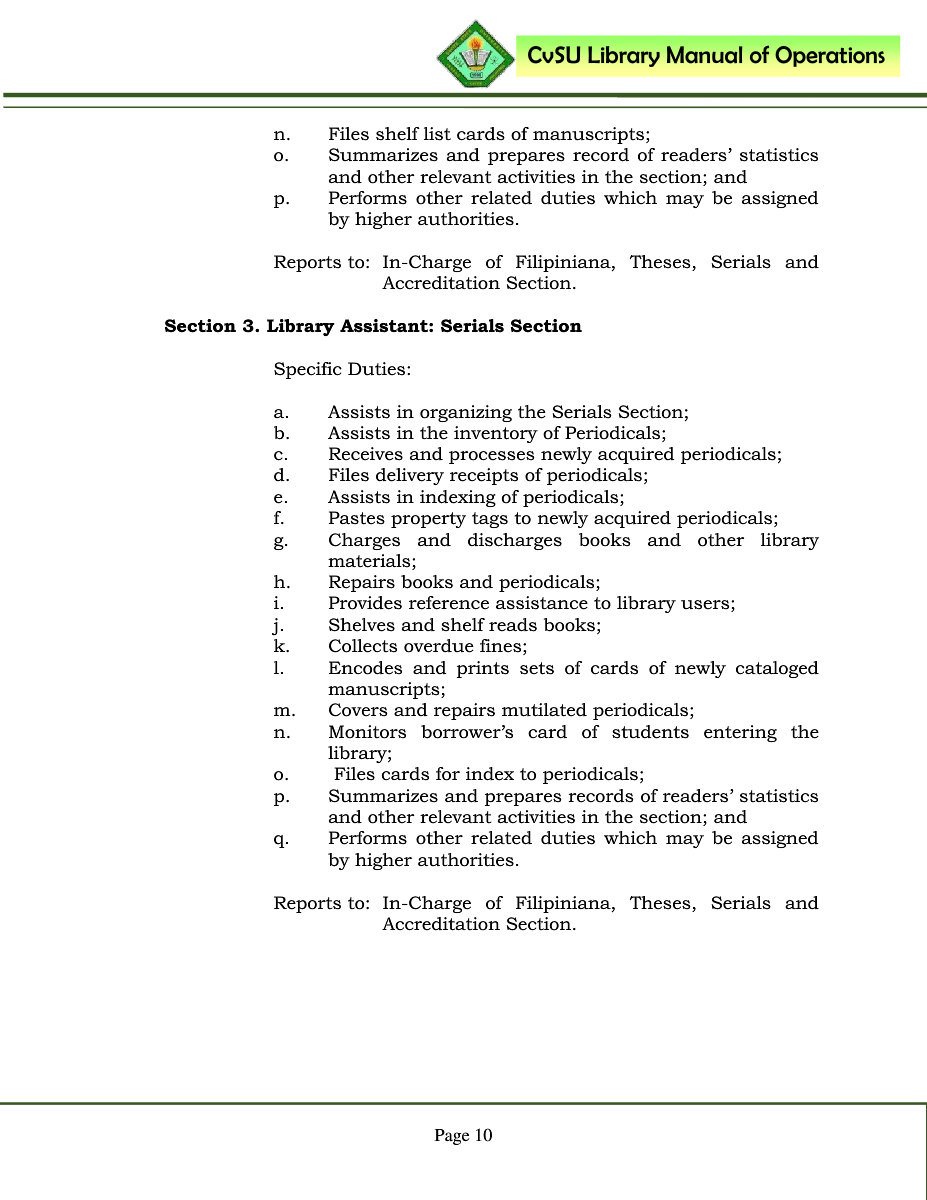 CvSU Library Manual of Operations
n. Files shelf list cards of manuscripts;
o. Summarizes and prepares record of readers’ statistics
and other relevant activities in the section; and
p. Performs other related duties which may be assigned
by higher authorities.
Reports to: In-Charge of Filipiniana, Theses, Serials and
Accreditation Section.
Section 3. Library Assistant: Serials Section
Specific Duties:
a. Assists in organizing the Serials Section;
b. Assists in the inventory of Periodicals;
c. Receives and processes newly acquired periodicals;
d. Files delivery receipts of periodicals;
e. Assists in indexing of periodicals;
f. Pastes property tags to newly acquired periodicals;
g. Charges and discharges books and other library
materials;
h. Repairs books and periodicals;
i. Provides reference assistance to library users;
j. Shelves and shelf reads books;
k. Collects overdue fines;
l. Encodes and prints sets of cards of newly cataloged
manuscripts;
m. Covers and repairs mutilated periodicals;
n. Monitors borrower’s card of students entering the
library;
o. Files cards for index to periodicals;
p. Summarizes and prepares records of readers’ statistics
and other relevant activities in the section; and
q. Performs other related duties which may be assigned
by higher authorities.
Reports to: In-Charge of Filipiniana, Theses, Serials and
Accreditation Section.
Page 10